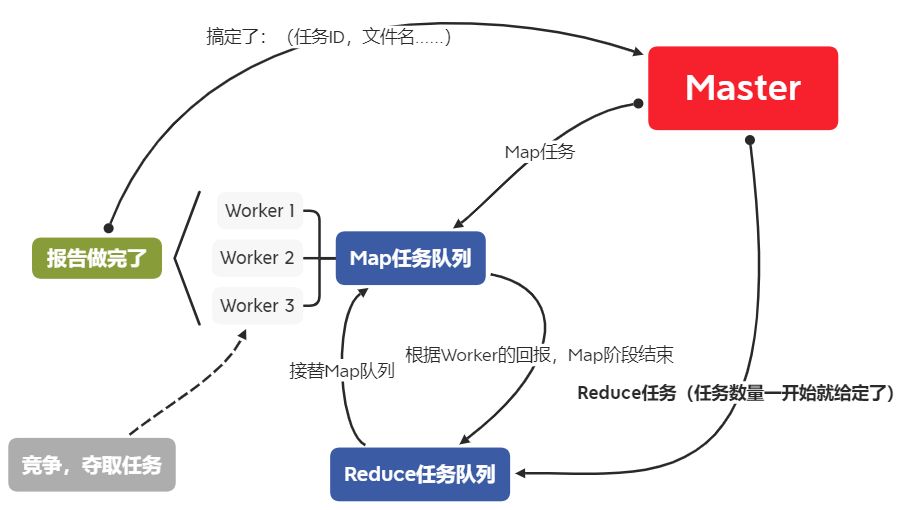 搞定了：（任务ID，文件名......）
Master
Map任务
Worker 1
Worker 2
Worker 3
报告做完了
Map任务队列
根据Worker的回报，Map阶段结束
接替Map队列
Reduce任务（任务数量一开始就给定了）
竞争，夺取任务
Reduce任务队列